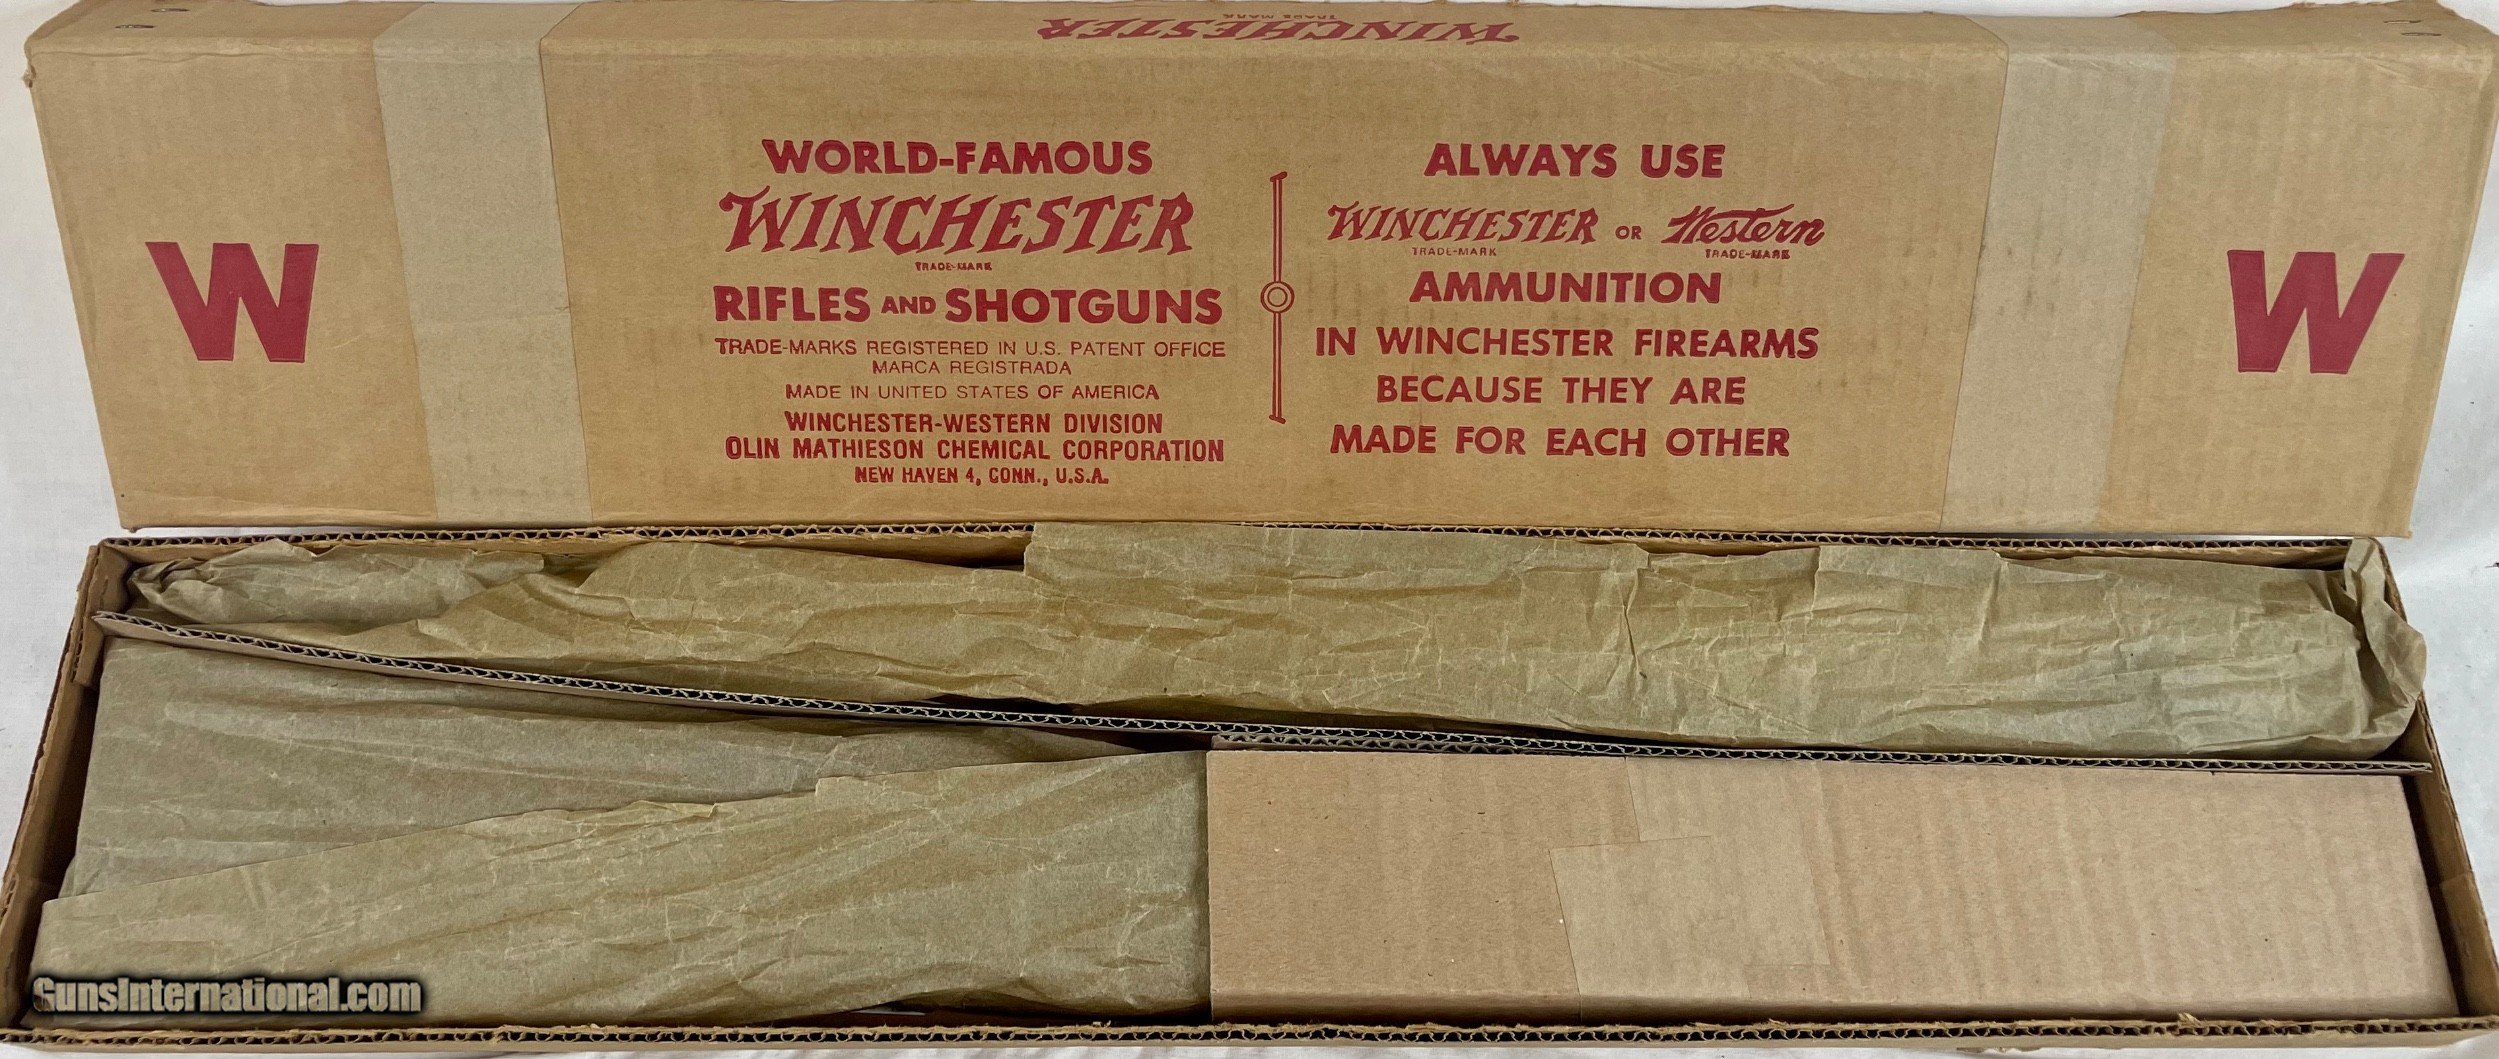 WINCHESTER
TRADE MARK
W
WORLD-FAMOUS
WINCHESTER
TRADE-MARK
RIFLES AND SHOTGUNS
TRADE-MARKS REGISTERED IN U.S. PATENT OFFICE
MARCA REGISTRADA
MADE IN UNITED STATES OF AMERICA
WINCHESTER-WESTERN DIVISION
OLIN MATHIESON CHEMICAL CORPORATION
NEW HAVEN 4, CONN., U.S.A.
ALWAYS USE
WINCHESTER OR Western
TRADE-MARK TRADE-MARK
AMMUNITION
IN WINCHESTER FIREARMS
BECAUSE THEY ARE
MADE FOR EACH OTHER
W
GunsInternational.com